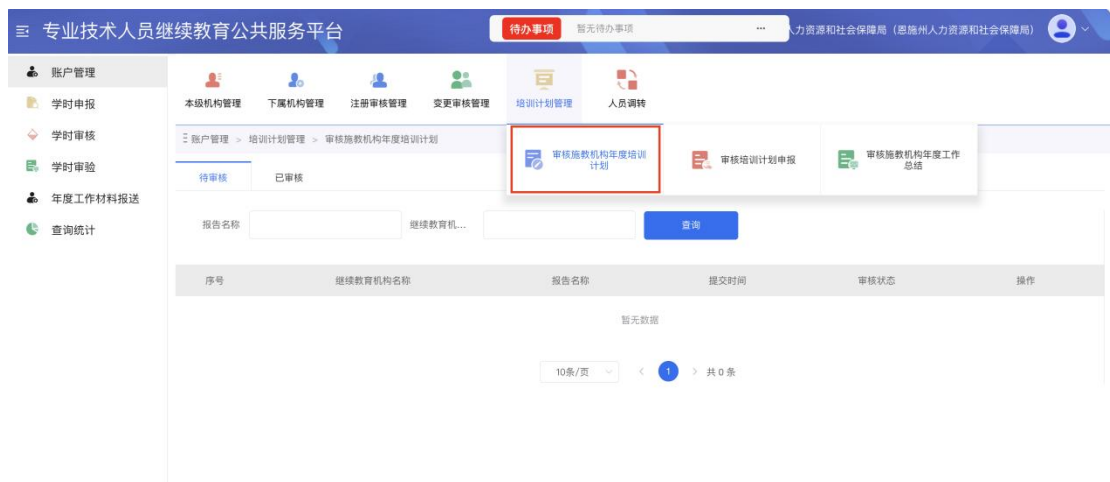 专业技术人员继续教育公共服务平台
待办事项 暂无待办事项 ... 人力资源和社会保障局（恩施州人力资源和社会保障局）
账户管理
学时申报
学时审核
学时审验
年度工作材料报送
查询统计
本级机构管理 下属机构管理 注册审核管理 变更审核管理 培训计划管理 人员调转
账户管理 > 培训计划管理 > 审核施教机构年度培训计划
审核施教机构年度培训
计划
审核培训计划申报
审核施教机构年度工作
总结
待审核 已审核
报告名称 继续教育机... 查询
序号 继续教育机构名称 报告名称 提交时间 审核状态 操作
暂无数据
10条/页 < 1 > 共 0 条